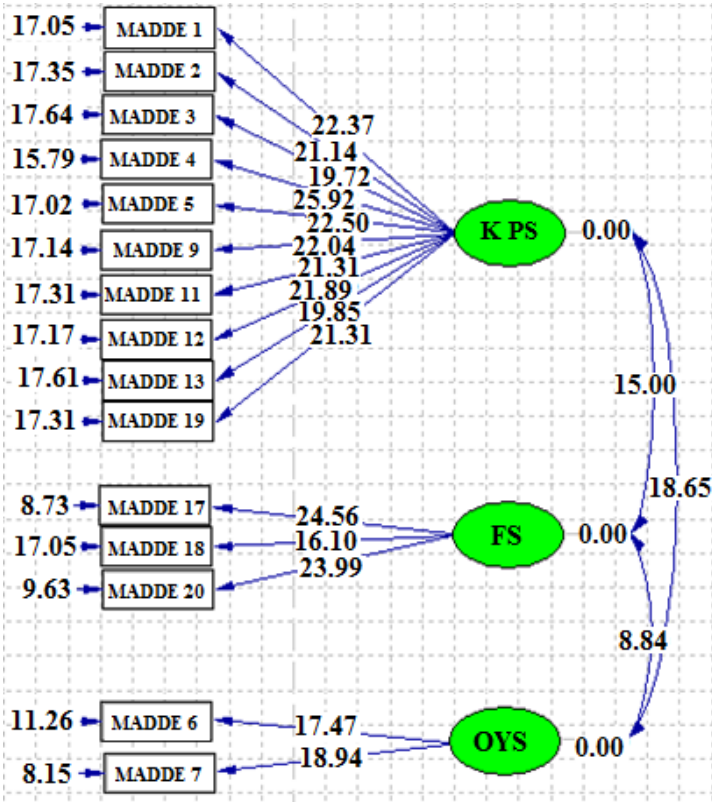 17.05 MADDE 1
17.35 MADDE 2
17.64 MADDE 3
15.79 MADDE 4
17.02 MADDE 5
17.14 MADDE 9
17.31 MADDE 11
17.17 MADDE 12
17.61 MADDE 13
17.31 MADDE 19
22.37
21.14
19.72
25.92
22.50
22.04
21.31
21.89
19.85
21.31
K PS 0.00
15.00
18.65
8.73 MADDE 17
17.05 MADDE 18
9.63 MADDE 20
24.56
16.10
23.99
FS 0.00
8.84
11.26 MADDE 6
8.15 MADDE 7
17.47
18.94
OYS 0.00